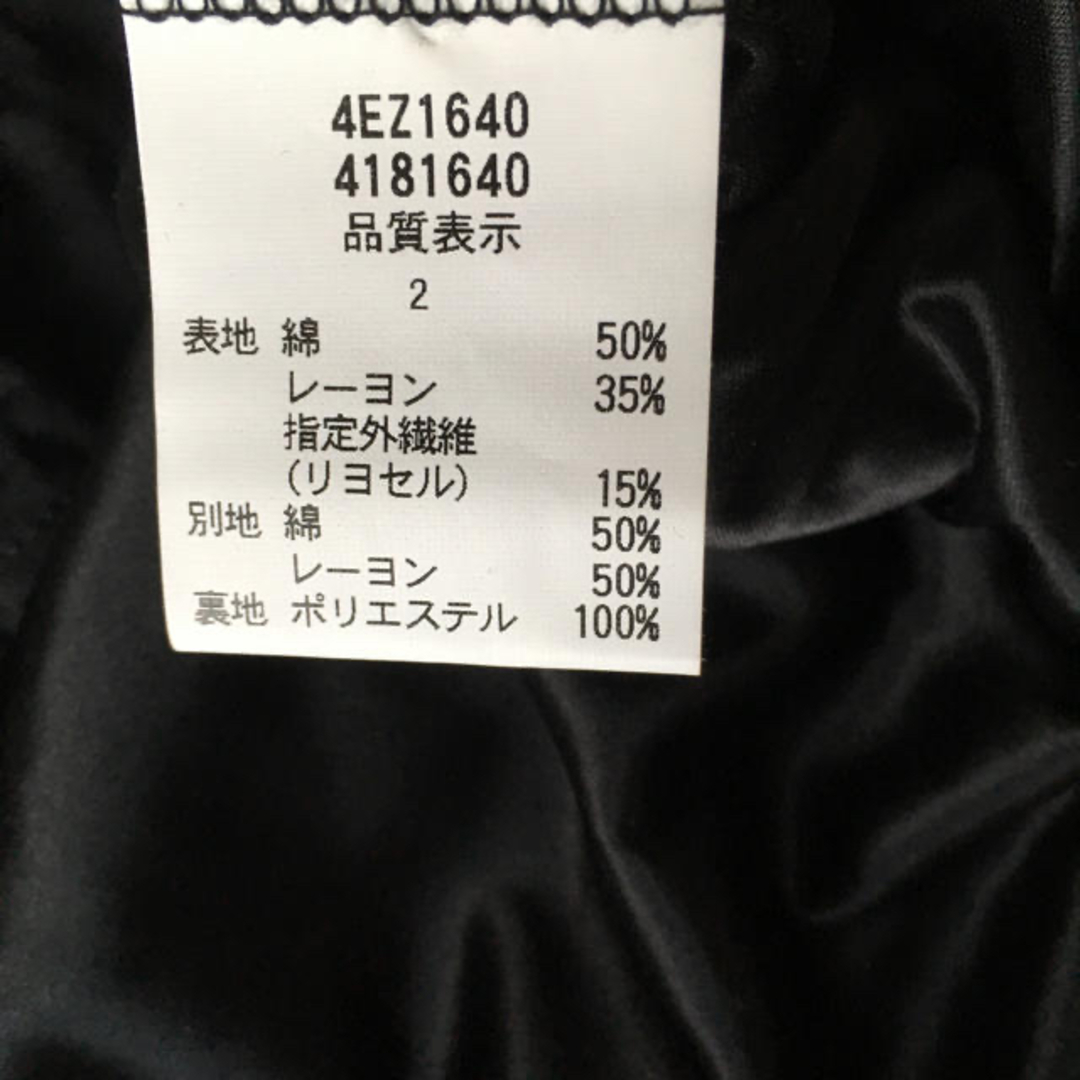 4EZ1640
4181640
品質表示
2
表地 綿 50%
レーヨン 35%
指定外繊維
(リヨセル) 15%
別地 綿 50%
レーヨン 50%
裏地 ポリエステル 100%